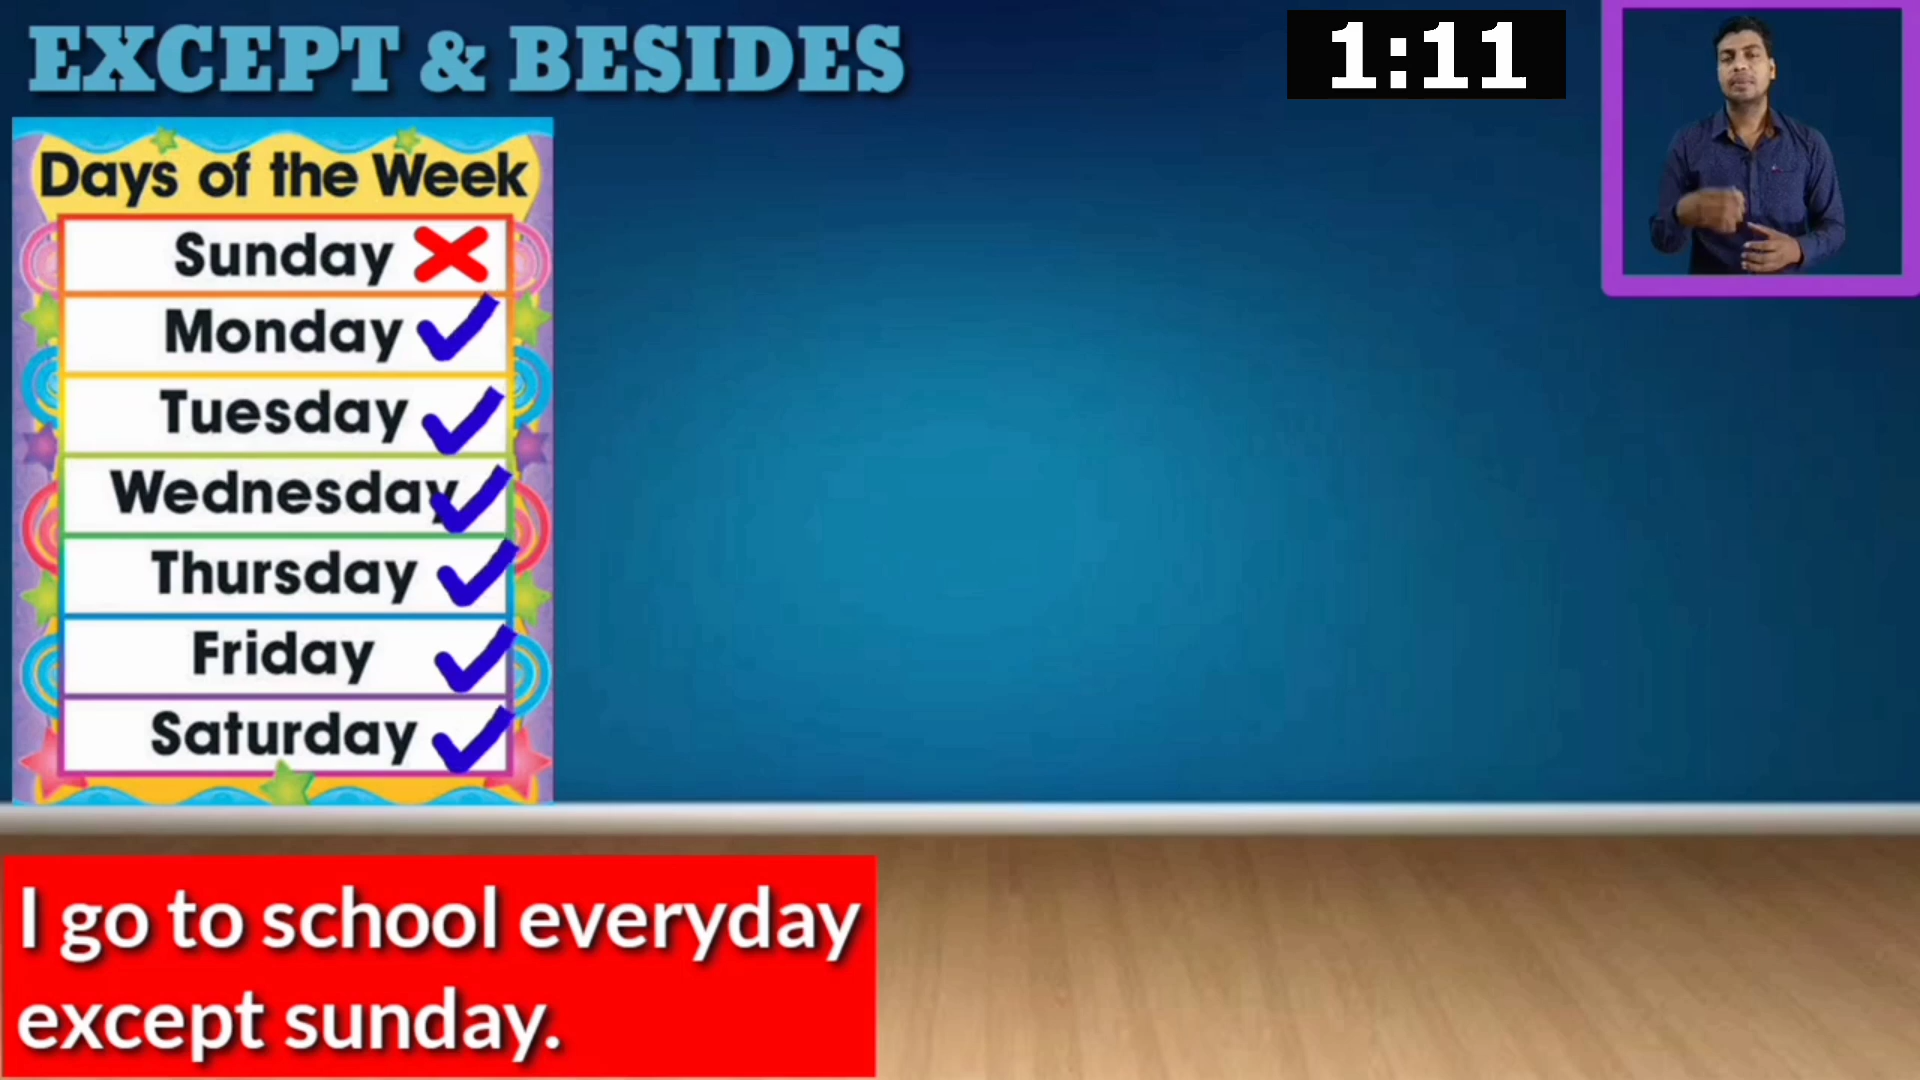 EXCEPT & BESIDES
1:11
Days of the Week
Sunday
Monday
Tuesday
Wednesday
Thursday
Friday
Saturday
I go to school everyday
except sunday.